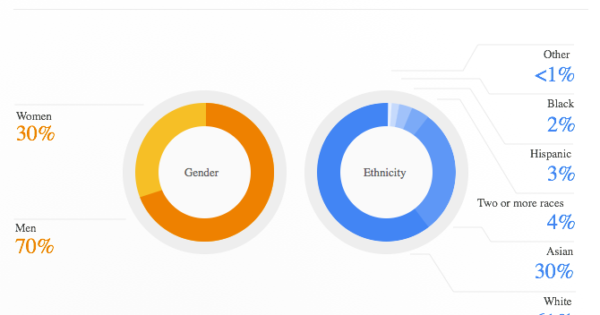 Women
30%
Men
70%
Gender
Ethnicity
Other
<1%
Black
2%
Hispanic
3%
Two or more races
4%
Asian
30%
White